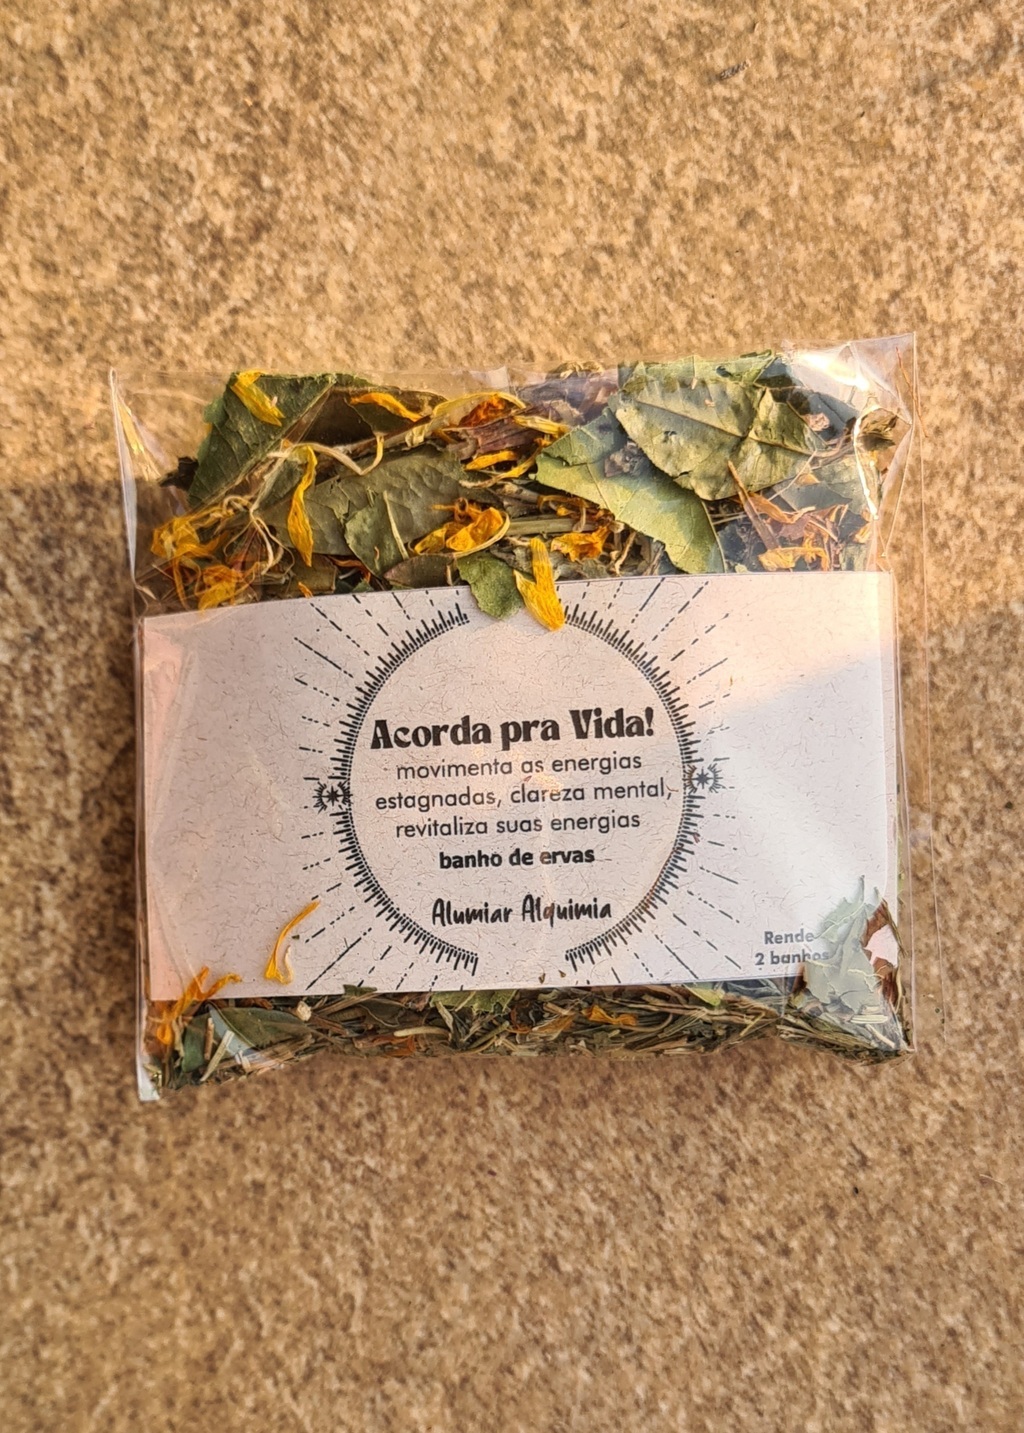 Acorda pra Vida!
movimenta as energias
estagnadas, clareza mental,
revitaliza suas energias
banho de ervas
Alumiar Alquimia
Rende
2 banhos